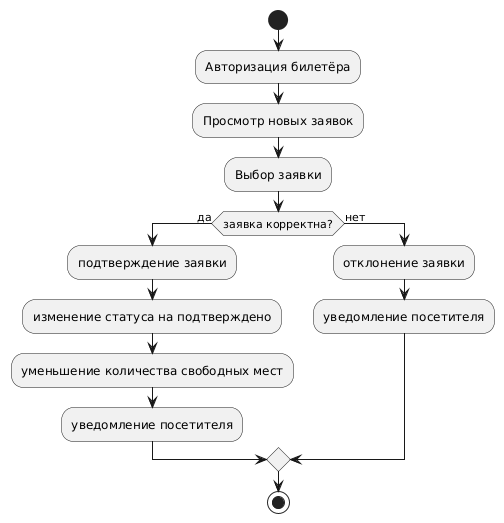 Авторизация билетёра
Просмотр новых заявок
Выбор заявки
да
заявка корректна?
нет
подтверждение заявки
отклонение заявки
изменение статуса на подтверждено
уведомление посетителя
уменьшение количества свободных мест
уведомление посетителя